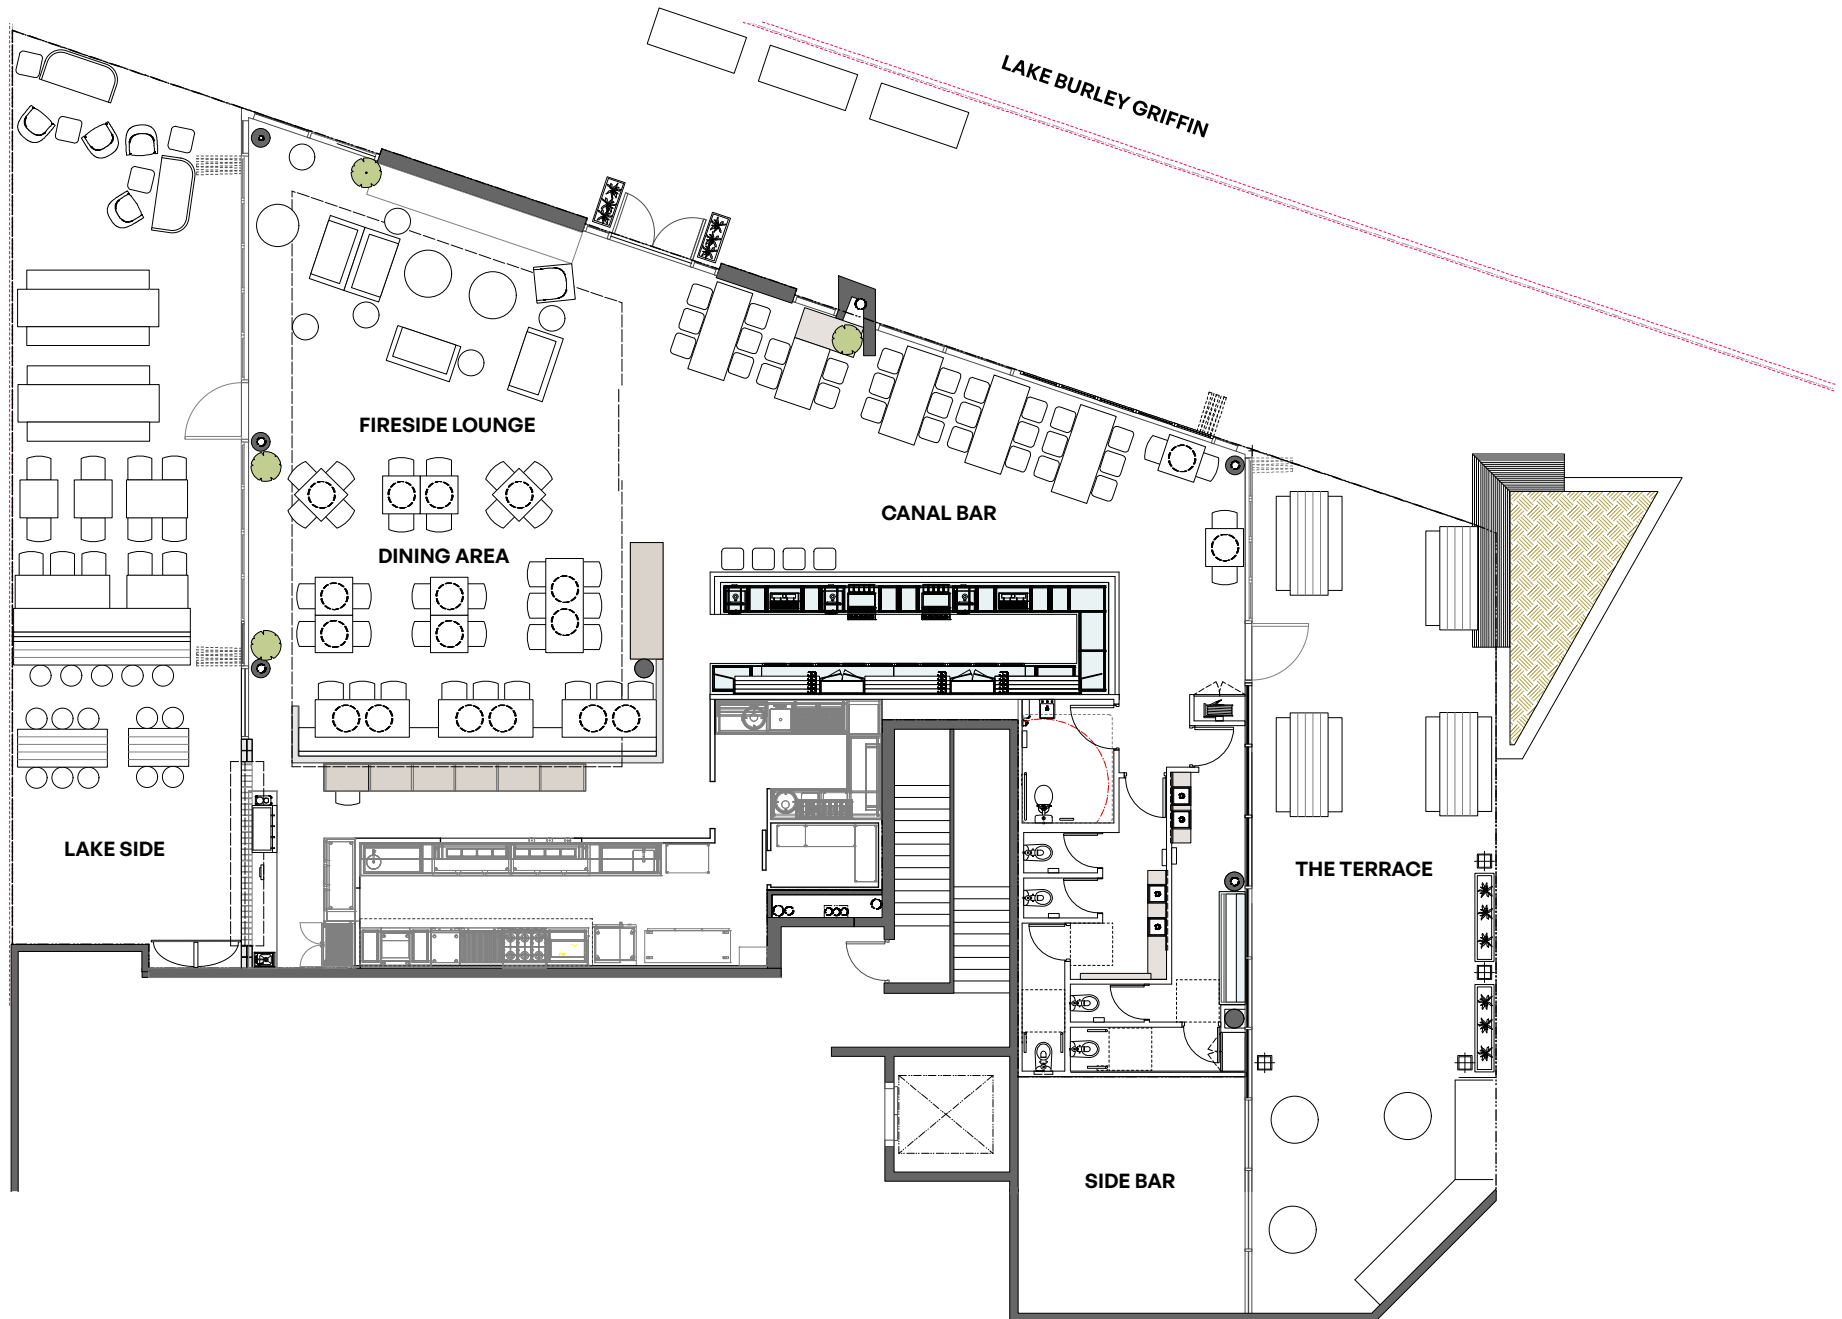 LAKE BURLEY GRIFFIN
FIRESIDE LOUNGE
CANAL BAR
DINING AREA
LAKE SIDE
THE TERRACE
SIDE BAR